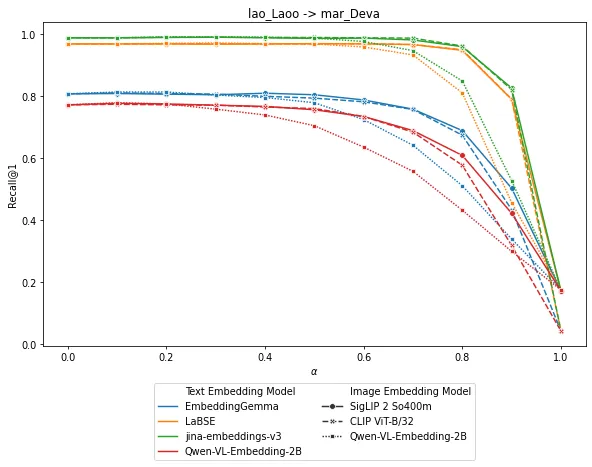 lao_Laoo -> mar_Deva
Recall@1
1.0
0.8
0.6
0.4
0.2
0.0
0.0 0.2 0.4 0.6 0.8 1.0
α
Text Embedding Model
EmbeddingGemma
LaBSE
jina-embeddings-v3
Qwen-VL-Embedding-2B
Image Embedding Model
SigLIP 2 So400m
CLIP ViT-B/32
Qwen-VL-Embedding-2B